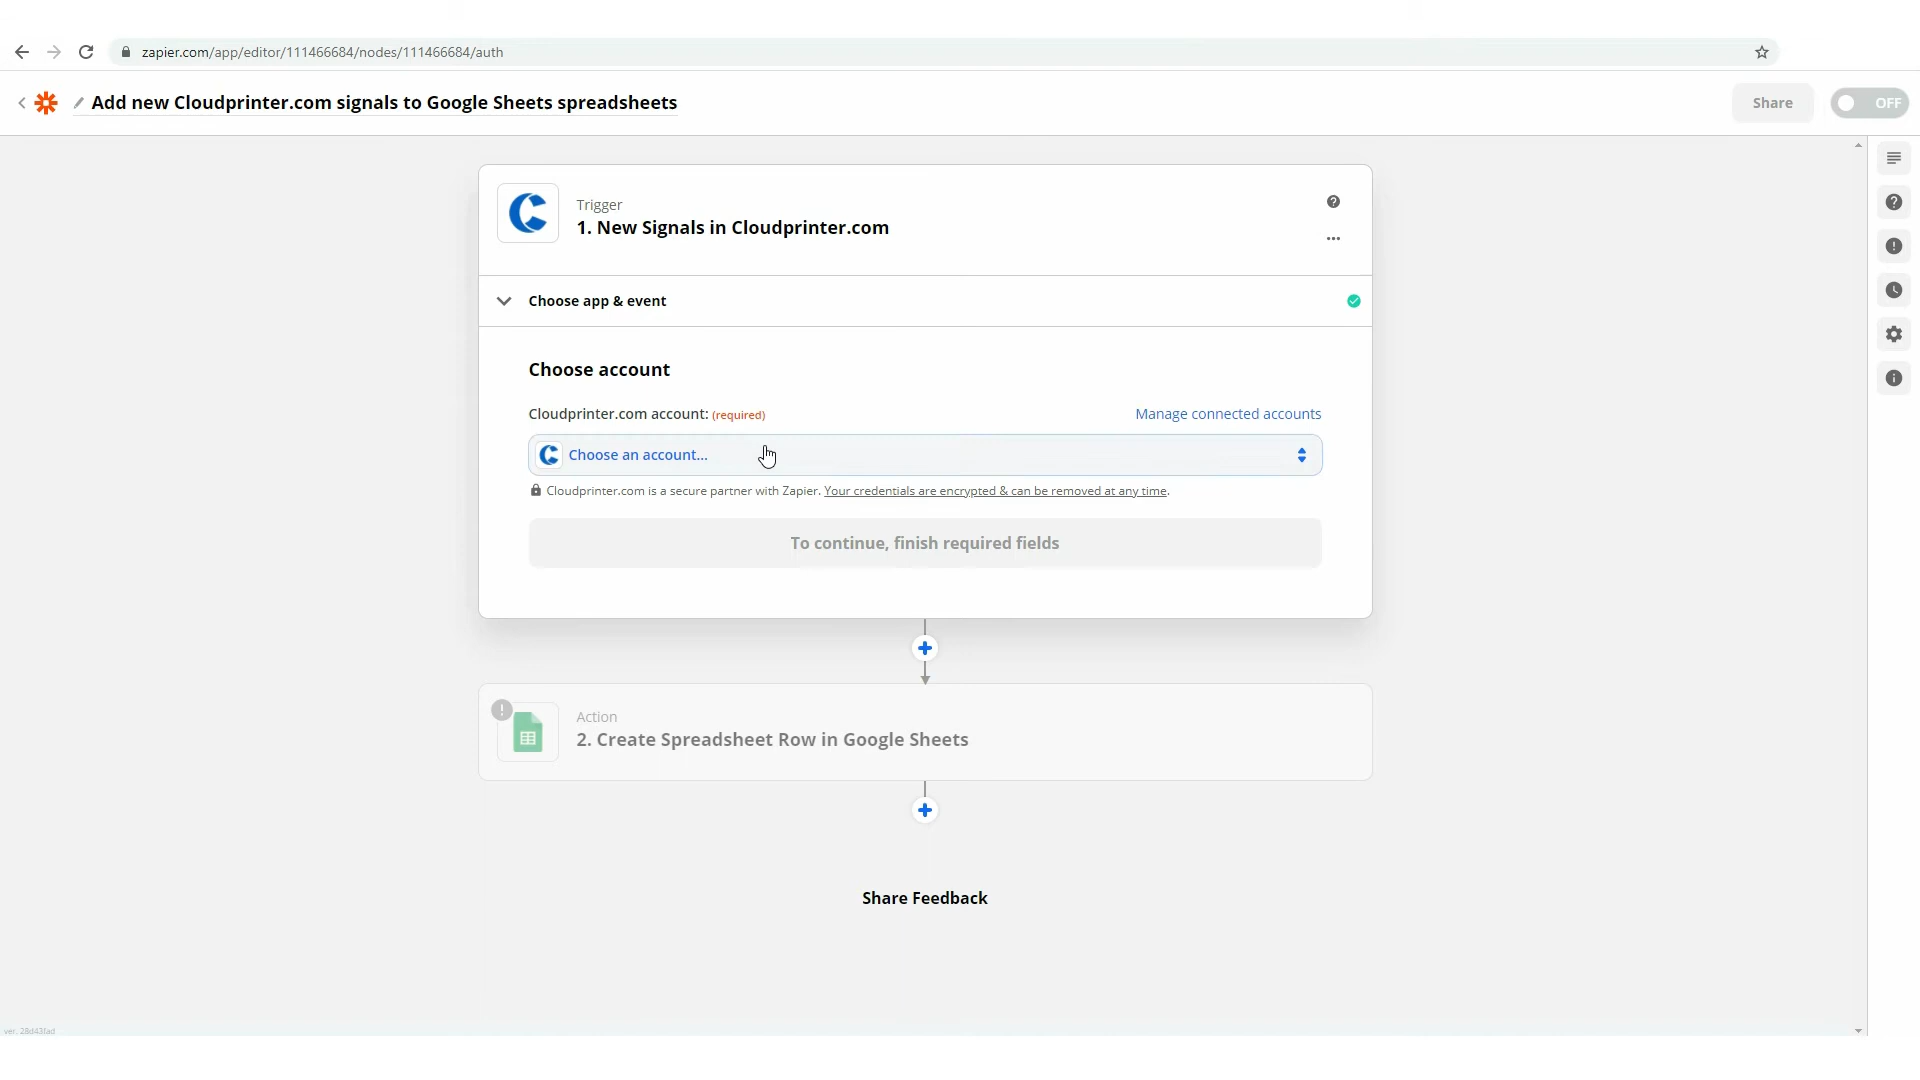 zapier.com/app/editor/111466684/nodes/111466684/auth
Add new Cloudprinter.com signals to Google Sheets spreadsheets
Share
OFF
Trigger
1. New Signals in Cloudprinter.com
Choose app & event
Choose account
Cloudprinter.com account: (required)
Manage connected accounts
Choose an account...
Cloudprinter.com is a secure partner with Zapier. Your credentials are encrypted & can be removed at any time.
To continue, finish required fields
Action
2. Create Spreadsheet Row in Google Sheets
Share Feedback
ver. 28d43fad